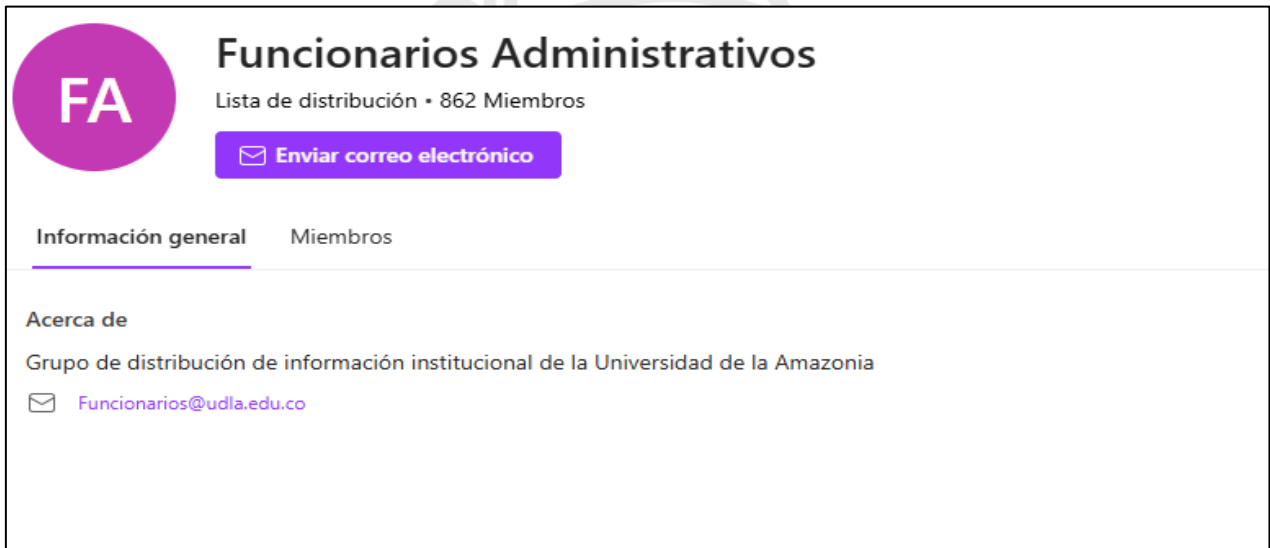 FA
Funcionarios Administrativos
Lista de distribución • 862 Miembros
Enviar correo electrónico
Información general
Miembros
Acerca de
Grupo de distribución de información institucional de la Universidad de la Amazonia
Funcionarios@udla.edu.co